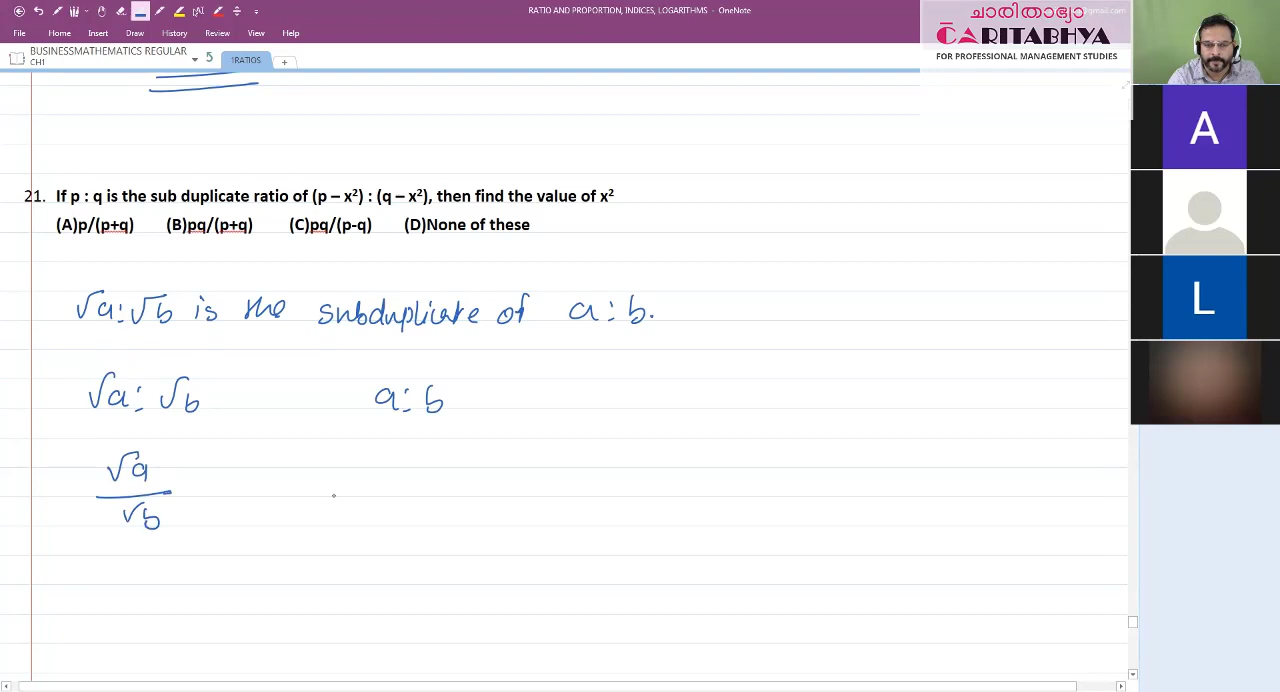 RATIO AND PROPORTION, INDICES, LOGARITHMS - OneNote
@gmail.com
ചാരിതാഭ്യാ
CARITABHYA
FOR PROFESSIONAL MANAGEMENT STUDIES
File Home Insert Draw History Review View Help
BUSINESSMATHEMATICS REGULAR
CH1
5
1RATIOS
+
21. If p : q is the sub duplicate ratio of (p – x²) : (q – x²), then find the value of x²
(A)p/(p+q) (B)pq/(p+q) (C)pq/(p-q) (D)None of these
√a : √b is the subduplicate of a : b.
√a : √b a : b
√a
√b
A
L